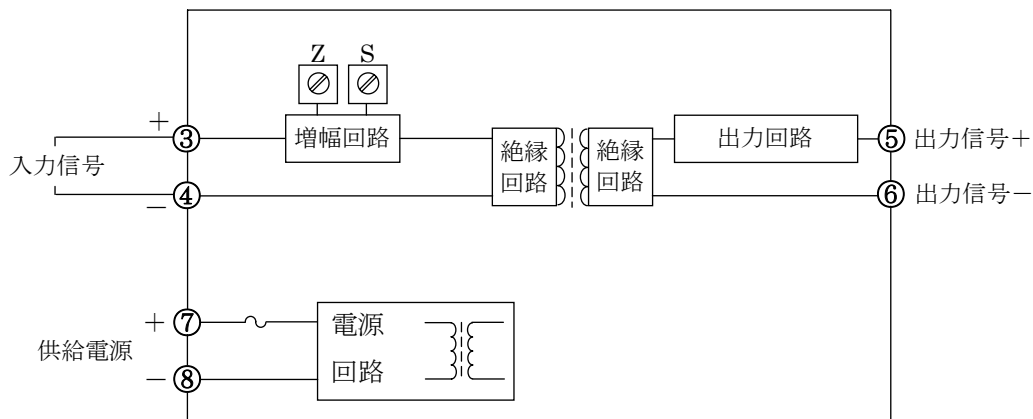 Z S
+
③ 増幅回路
絶縁
回路
絶縁
回路
出力回路
⑤ 出力信号+
入力信号
④
−
⑥ 出力信号−
+ ⑦
供給電源
− ⑧
電源
回路